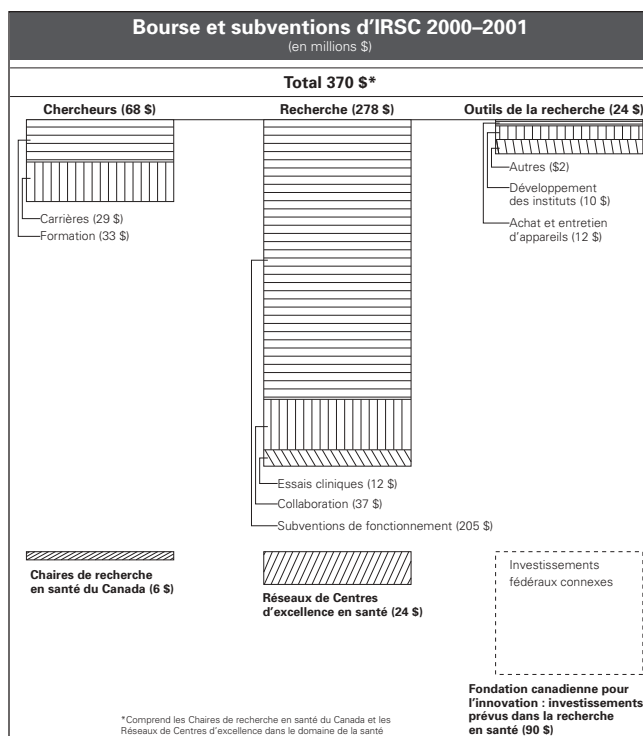 Bourse et subventions d'IRSC 2000–2001
(en millions $)
Total 370 $*
Chercheurs (68 $)
Carrières (29 $)
Formation (33 $)
Recherche (278 $)
Essais cliniques (12 $)
Collaboration (37 $)
Subventions de fonctionnement (205 $)
Outils de la recherche (24 $)
Autres ($2)
Développement
des instituts (10 $)
Achat et entretien
d'appareils (12 $)
Chaires de recherche
en santé du Canada (6 $)
Réseaux de Centres
d'excellence en santé (24 $)
Investissements
fédéraux connexes
Fondation canadienne pour
l'innovation : investissements
prévus dans la recherche
en santé (90 $)
*Comprend les Chaires de recherche en santé du Canada et les
Réseaux de Centres d'excellence dans le domaine de la santé